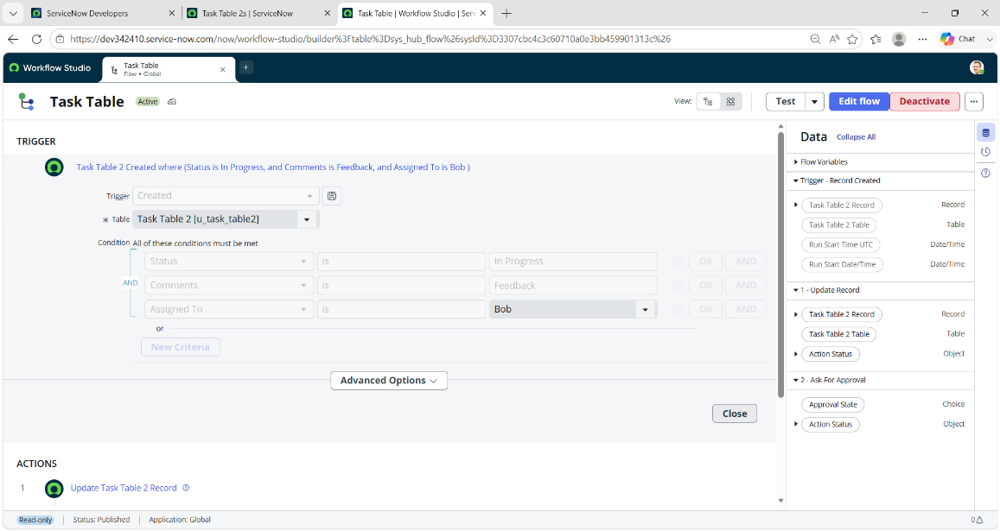 ServiceNow Developers
Task Table 2s | ServiceNow
Task Table | Workflow Studio | Ser
https://dev342410.service-now.com/now/workflow-studio/builder%3Ftable%3Dsys_hub_flow%26sysId%3D3307cbc4c3c60710a0e3bb459901313c%26
Chat
Workflow Studio
Task Table
Flow • Global
Task Table
Active
View:
Test
Edit flow
Deactivate
TRIGGER
Task Table 2 Created where (Status is In Progress, and Comments is Feedback, and Assigned To is Bob )
Trigger Created
* Table Task Table 2 [u_task_table2]
Condition All of these conditions must be met
Status is In Progress OR AND
AND
Comments is Feedback OR AND
Assigned To is Bob OR AND
or
New Criteria
Advanced Options
Close
ACTIONS
1 Update Task Table 2 Record
Data Collapse All
Flow Variables
Trigger - Record Created
Task Table 2 Record Record
Task Table 2 Table Table
Run Start Time UTC Date/Time
Run Start Date/Time Date/Time
1 - Update Record
Task Table 2 Record Record
Task Table 2 Table Table
Action Status Object
2 - Ask For Approval
Approval State Choice
Action Status Object
Read-only Status: Published Application: Global
0